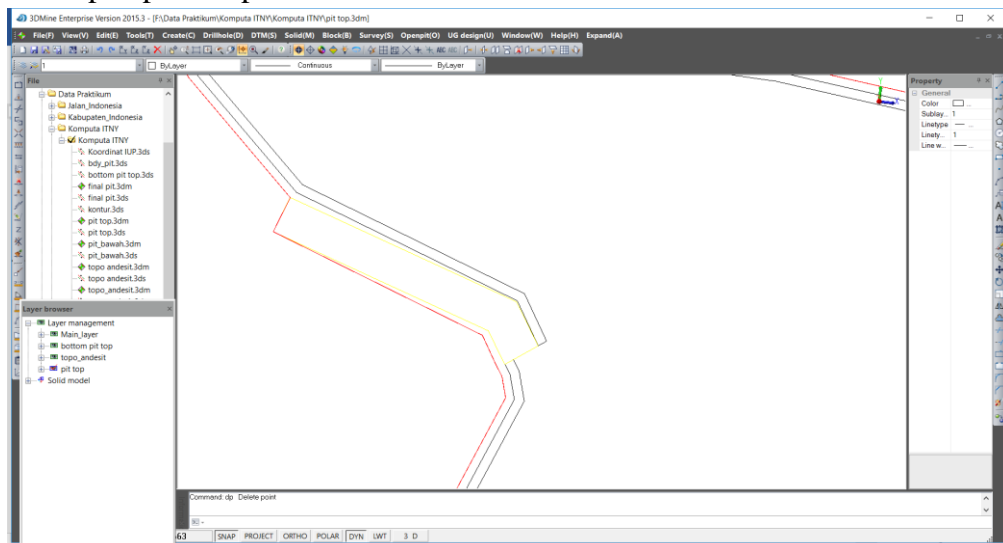 3DMine Enterprise Version 2015.3 - [F:\Data Praktikum\Komputa ITNY\Komputa ITNY\pit top.3dm]
File(F) View(V) Edit(E) Tools(T) Create(C) Drillhole(D) DTM(S) Solid(M) Block(B) Survey(S) Openpit(O) UG design(U) Window(W) Help(H) Expand(A)
1 ByLayer Continuous ByLayer
File
Data Praktikum
Jalan_Indonesia
Kabupaten_Indonesia
Komputa ITNY
Komputa ITNY
Koordinat IUP.3ds
bdy_pit.3ds
bottom pit top.3ds
final pit.3dm
final pit.3ds
kontur.3ds
pit top.3dm
pit top.3ds
pit_bawah.3dm
pit_bawah.3ds
topo andesit.3dm
topo andesit.3ds
topo_andesit.3dm
Layer browser
Layer management
Main_layer
bottom pit top
topo_andesit
pit top
Solid model
Y
X
Property
General
Color ...
Sublay... 1
Linetype ...
Linety... 1
Line w... ...
Command: dp Delete point
63 SNAP PROJECT ORTHO POLAR DYN LWT 3 D